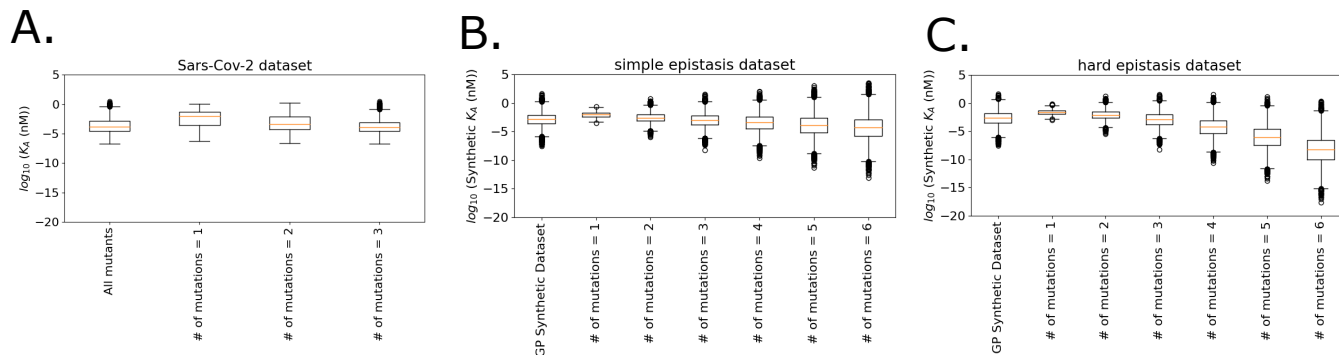 A.
Sars-Cov-2 dataset
log10 (KA (nM))
5
0
−5
−10
−15
−20
All mutants
# of mutations = 1
# of mutations = 2
# of mutations = 3
B.
simple epistasis dataset
log10 (Synthetic KA (nM))
5
0
−5
−10
−15
−20
GP Synthetic Dataset
# of mutations = 1
# of mutations = 2
# of mutations = 3
# of mutations = 4
# of mutations = 5
# of mutations = 6
C.
hard epistasis dataset
log10 (Synthetic KA (nM))
5
0
−5
−10
−15
−20
GP Synthetic Dataset
# of mutations = 1
# of mutations = 2
# of mutations = 3
# of mutations = 4
# of mutations = 5
# of mutations = 6